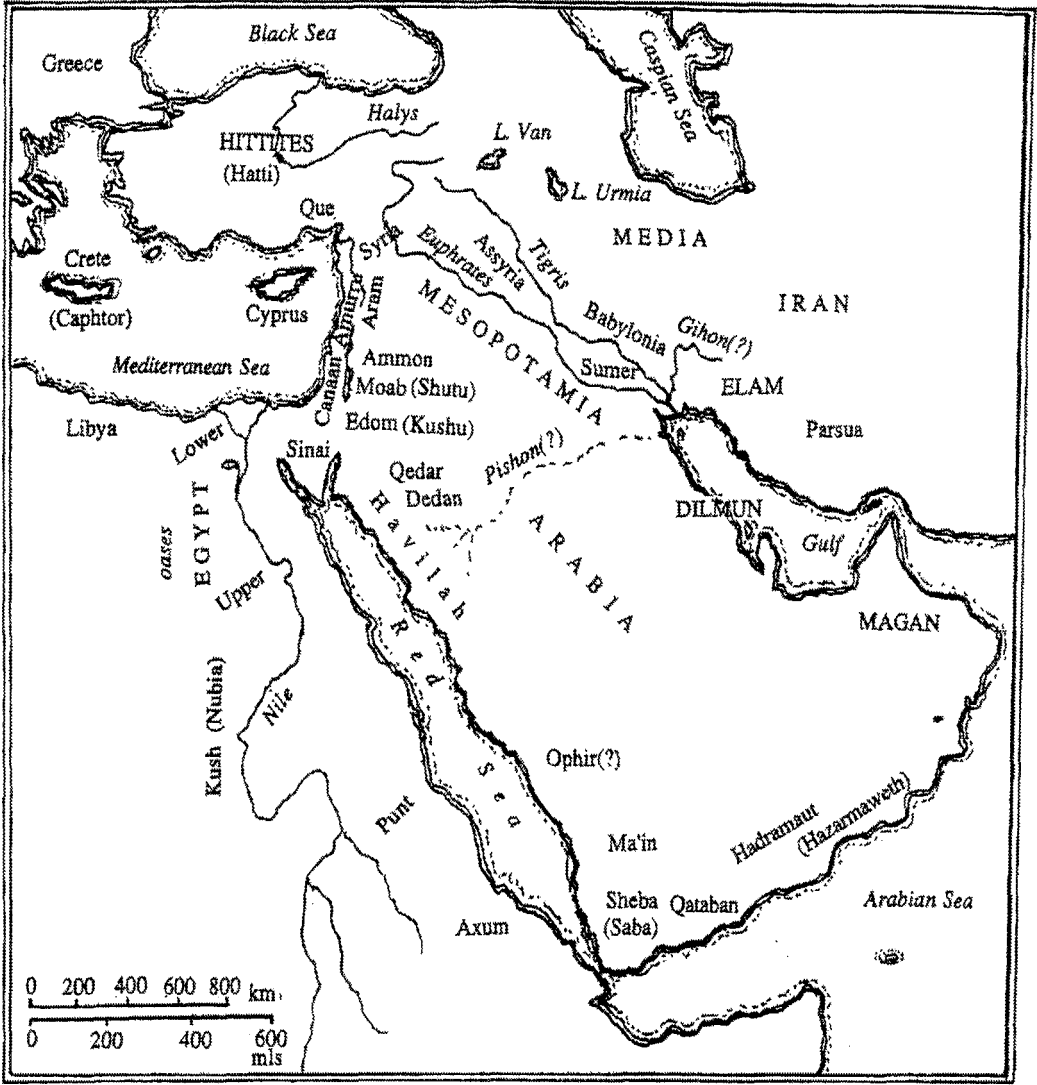 Black Sea
Greece
Caspian Sea
Halys
HITTITES
(Hatti)
L. Van
L. Urmia
Que
Syria
MEDIA
Euphrates
Assyria
Tigris
Crete
(Caphtor)
Cyprus
Amurru
Aram
MESOPOTAMIA
Babylonia
Gihon(?)
IRAN
Mediterranean Sea
Canaan
Ammon
Moab (Shutu)
Edom (Kushu)
Sumer
ELAM
Libya
Lower
Sinai
Parsua
Qedar
Dedan
Pishon(?)
Havilah
ARABIA
DILMUN
Gulf
oases
EGYPT
Upper
MAGAN
Red Sea
Kush (Nubia)
Nile
Ophir(?)
Punt
Ma'in
Hadramaut
(Hazarmaweth)
Axum
Sheba
(Saba)
Qataban
Arabian Sea
0 200 400 600 800 km
0 200 400 600
mls